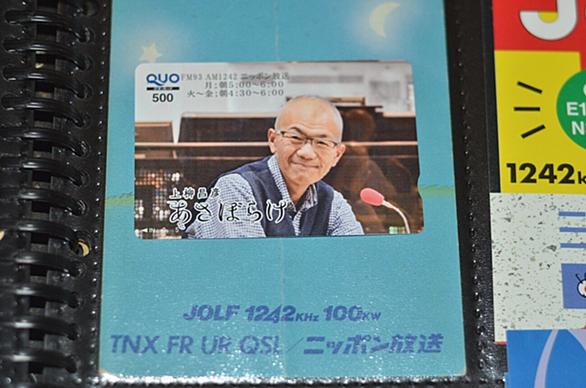 QUO
500
FM93 AM1242 ニッポン放送
月:朝5:00~6:00
火~金:朝4:30~6:00
上柳昌彦
あさぼらけ
JOLF 1242KHz 100KW
TNX FR UR QSL/ニッポン放送
J
E1
N
1242k